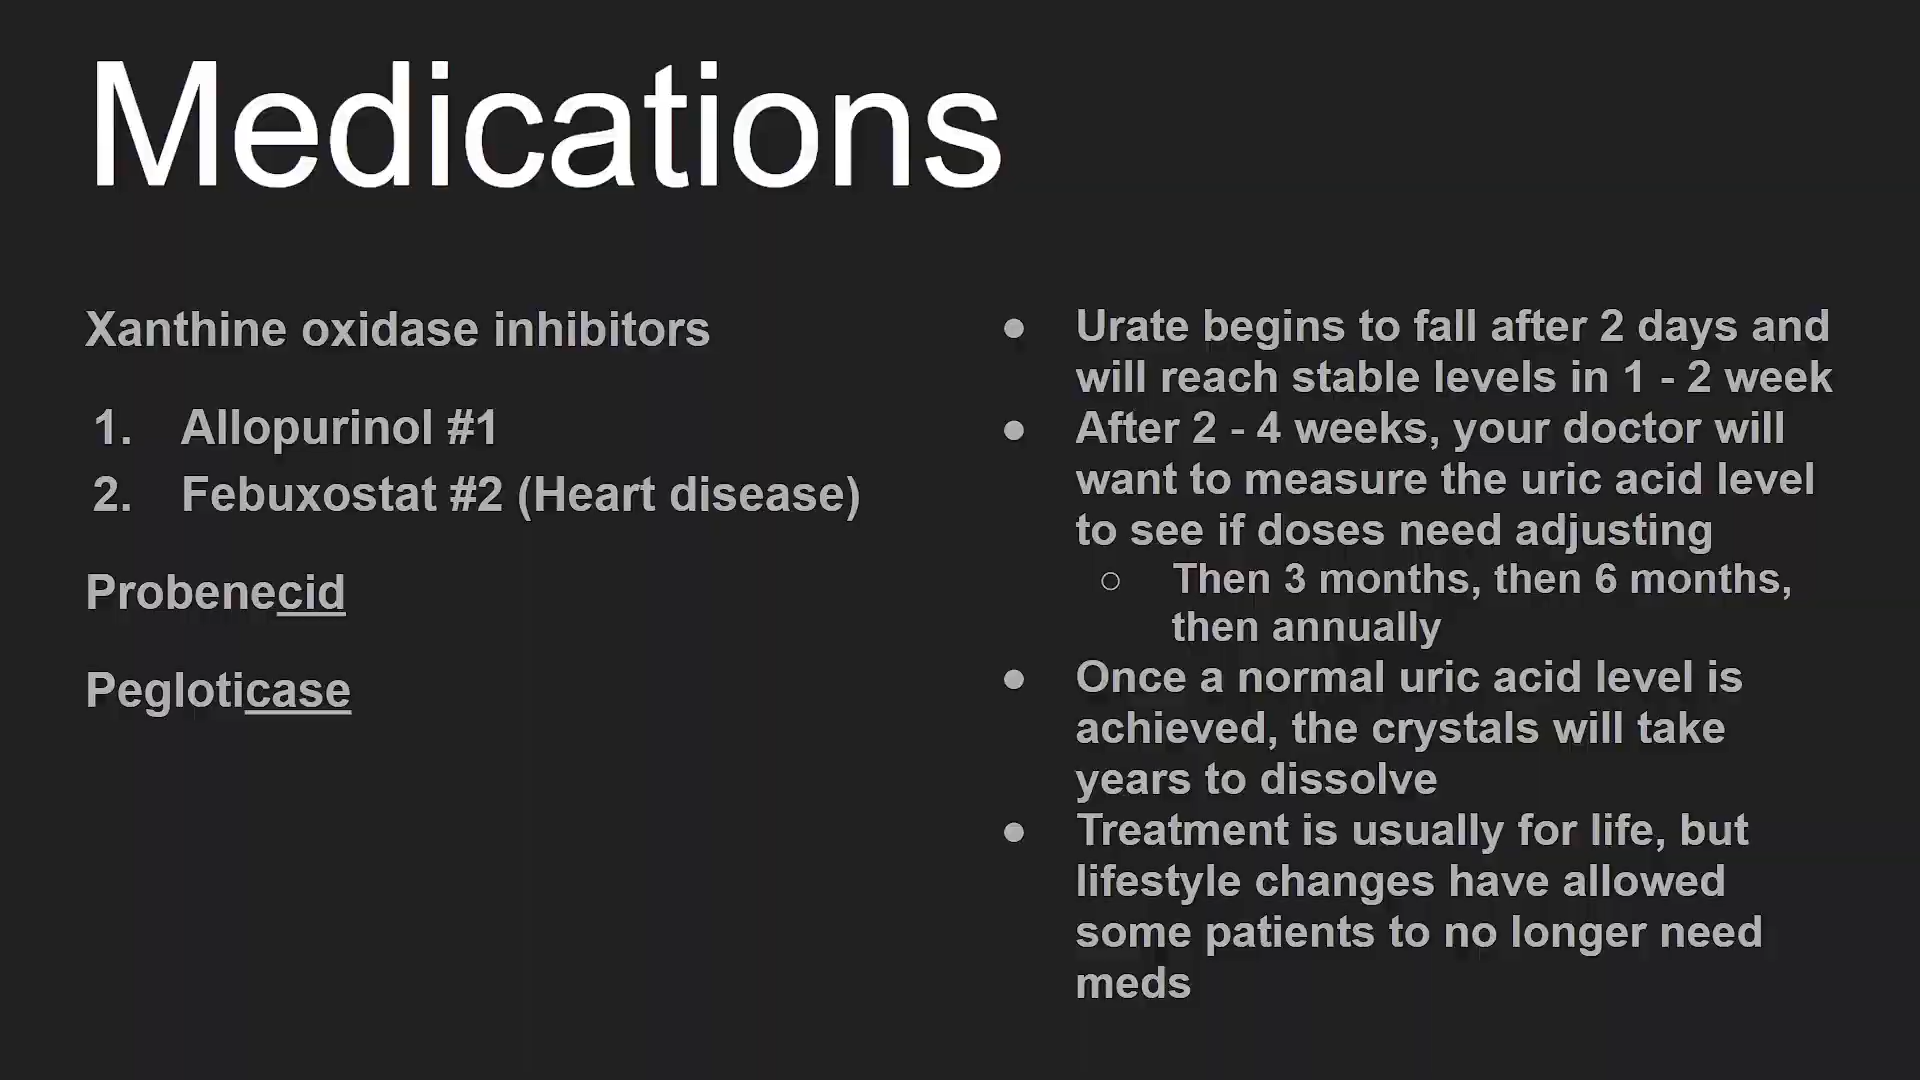 Medications
Xanthine oxidase inhibitors
1. Allopurinol #1
2. Febuxostat #2 (Heart disease)
Probenecid
Pegloticase
● Urate begins to fall after 2 days and
will reach stable levels in 1 - 2 week
● After 2 - 4 weeks, your doctor will
want to measure the uric acid level
to see if doses need adjusting
○ Then 3 months, then 6 months,
then annually
● Once a normal uric acid level is
achieved, the crystals will take
years to dissolve
● Treatment is usually for life, but
lifestyle changes have allowed
some patients to no longer need
meds